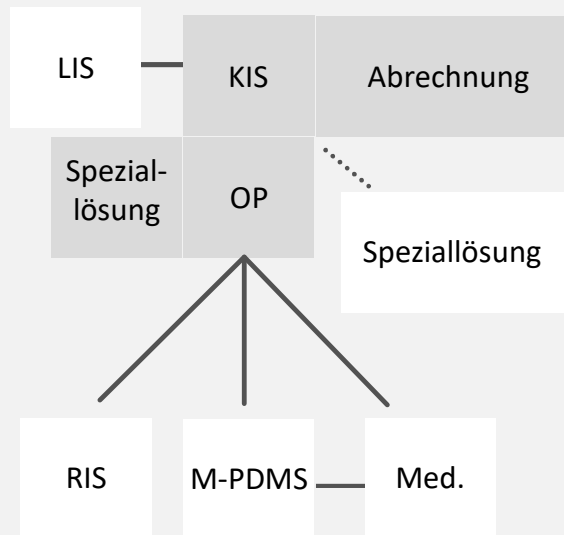 LIS
KIS
Abrechnung
Spezial-
lösung
OP
Speziallösung
RIS
M-PDMS
Med.